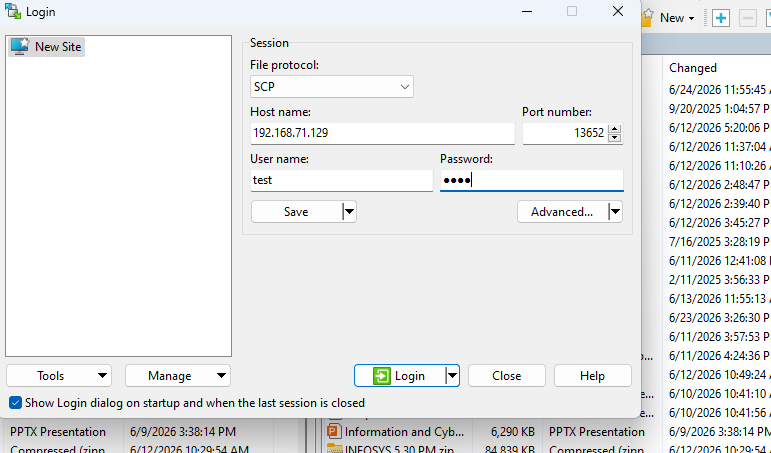 Login
New
New Site
Session
File protocol:
SCP
Host name: Port number:
192.168.71.129 13652
User name: Password:
test ●●●●
Save Advanced...
Tools Manage Login Close Help
Show Login dialog on startup and when the last session is closed
Changed
6/24/2026 11:55:45
9/20/2025 1:04:57 P
6/12/2026 5:20:06 P
6/12/2026 11:37:04
6/12/2026 11:10:26
6/12/2026 2:48:47 P
6/12/2026 2:39:40 P
6/12/2026 3:45:27 P
7/16/2025 3:28:19 P
6/11/2026 12:41:08
2/11/2025 3:56:33 P
6/13/2026 11:55:13
6/23/2026 3:26:30 P
6/11/2026 3:57:53 P
o... 6/11/2026 4:24:36 P
6/12/2026 10:49:24
e... 6/10/2026 10:41:10
e... 6/10/2026 10:41:56
PPTX Presentation 6/9/2026 3:38:14 PM Information and Cyb... 6,290 KB PPTX Presentation 6/9/2026 3:38:14 P
Compressed (zipp... 6/12/2026 10:29:54 AM INFOSYS 5.30 PM.zip 84,839 KB Compressed (zipp... 6/12/2026 10:29:54